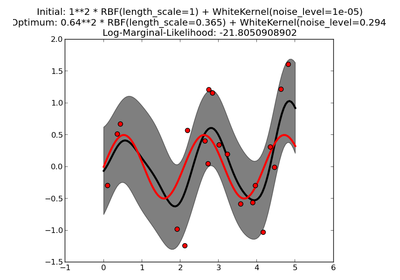 Initial: 1**2 * RBF(length_scale=1) + WhiteKernel(noise_level=1e-05)
Optimum: 0.64**2 * RBF(length_scale=0.365) + WhiteKernel(noise_level=0.294
Log-Marginal-Likelihood: -21.8050908902
2.0
1.5
1.0
0.5
0.0
−0.5
−1.0
−1.5
−1 0 1 2 3 4 5 6